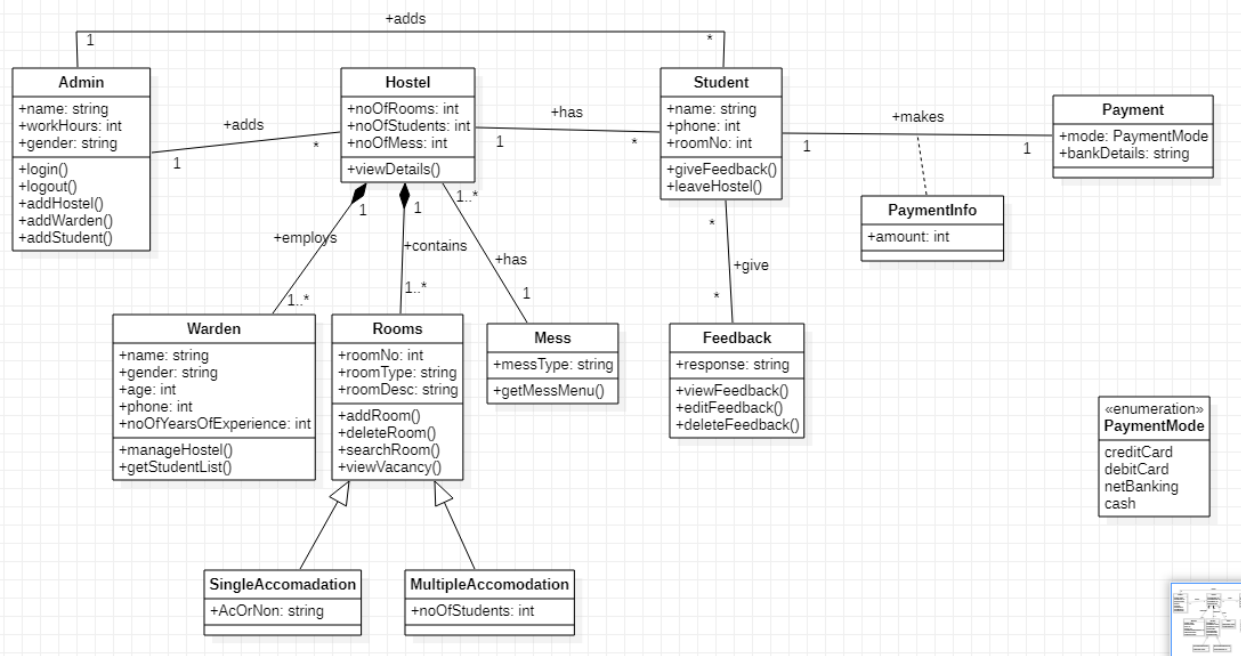 +adds
1
*
Admin
+name: string
+workHours: int
+gender: string
+login()
+logout()
+addHostel()
+addWarden()
+addStudent()
+adds
1
*
Hostel
+noOfRooms: int
+noOfStudents: int
+noOfMess: int
+viewDetails()
+has
1
*
Student
+name: string
+phone: int
+roomNo: int
+giveFeedback()
+leaveHostel()
+makes
1
1
Payment
+mode: PaymentMode
+bankDetails: string
PaymentInfo
+amount: int
1
+employs
1..*
1
+contains
1..*
1..*
+has
1
*
+give
*
Warden
+name: string
+gender: string
+age: int
+phone: int
+noOfYearsOfExperience: int
+manageHostel()
+getStudentList()
Rooms
+roomNo: int
+roomType: string
+roomDesc: string
+addRoom()
+deleteRoom()
+searchRoom()
+viewVacancy()
Mess
+messType: string
+getMessMenu()
Feedback
+response: string
+viewFeedback()
+editFeedback()
+deleteFeedback()
«enumeration»
PaymentMode
creditCard
debitCard
netBanking
cash
SingleAccomadation
+AcOrNon: string
MultipleAccomodation
+noOfStudents: int